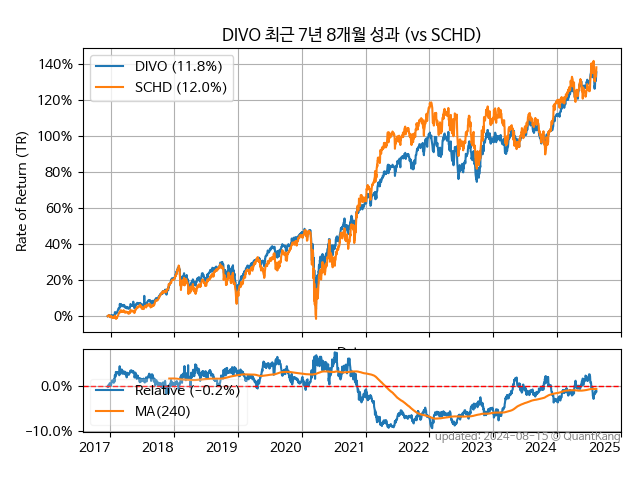 DIVO 최근 7년 8개월 성과 (vs SCHD)
DIVO (11.8%)
SCHD (12.0%)
Rate of Return (TR)
140%
120%
100%
80%
60%
40%
20%
0%
0.0%
-10.0%
Relative (-0.2%)
MA(240)
2017 2018 2019 2020 2021 2022 2023 2024 2025
updated: 2024-08-15 © QuantKang